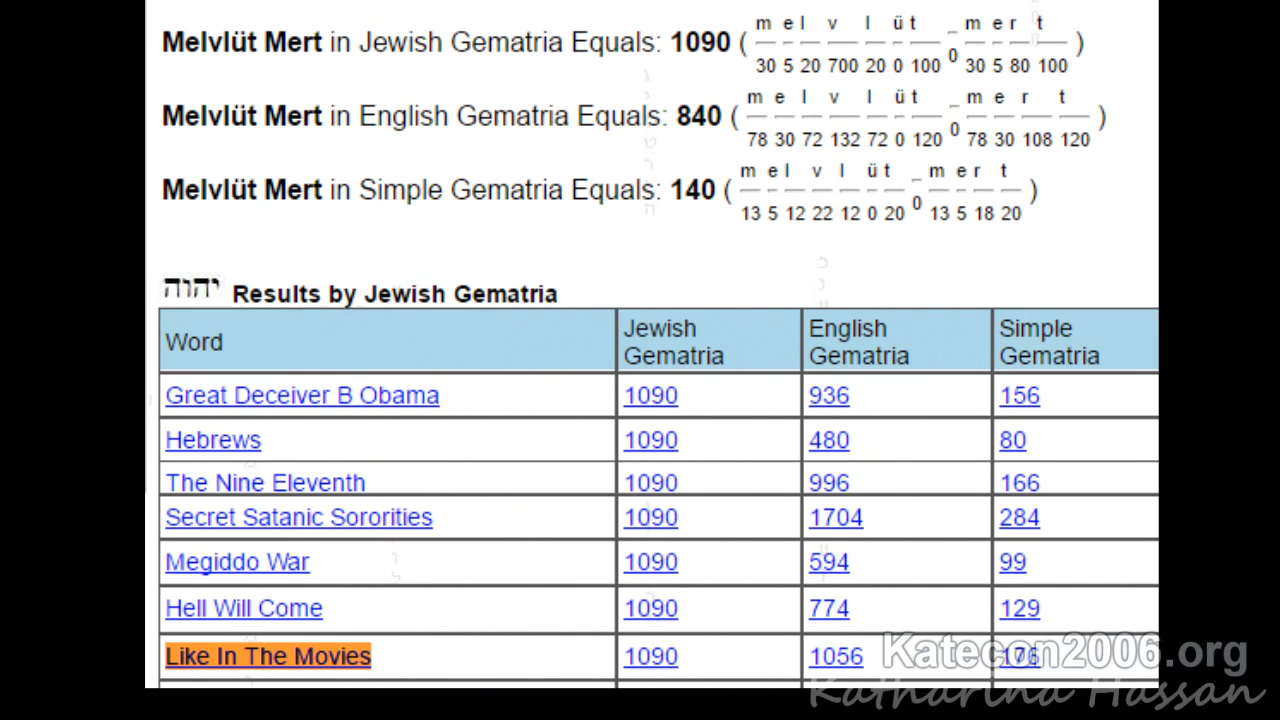 Melvlüt Mert in Jewish Gematria Equals: 1090 ( m e l v l ü t m e r t )
30 5 20 700 20 0 100 0 30 5 80 100
Melvlüt Mert in English Gematria Equals: 840 ( m e l v l ü t m e r t )
78 30 72 132 72 0 120 0 78 30 108 120
Melvlüt Mert in Simple Gematria Equals: 140 ( m e l v l ü t m e r t )
13 5 12 22 12 0 20 0 13 5 18 20
יהוה Results by Jewish Gematria
Word Jewish Gematria English Gematria Simple Gematria
Great Deceiver B Obama 1090 936 156
Hebrews 1090 480 80
The Nine Eleventh 1090 996 166
Secret Satanic Sororities 1090 1704 284
Megiddo War 1090 594 99
Hell Will Come 1090 774 129
Like In The Movies 1090 1056 176
Katecon2006.org
Katharina Hassan